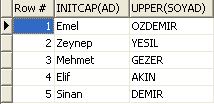 Row # INITCAP(AD) UPPER(SOYAD)
1 Emel OZDEMIR
2 Zeynep YESIL
3 Mehmet GEZER
4 Elif AKIN
5 Sinan DEMIR